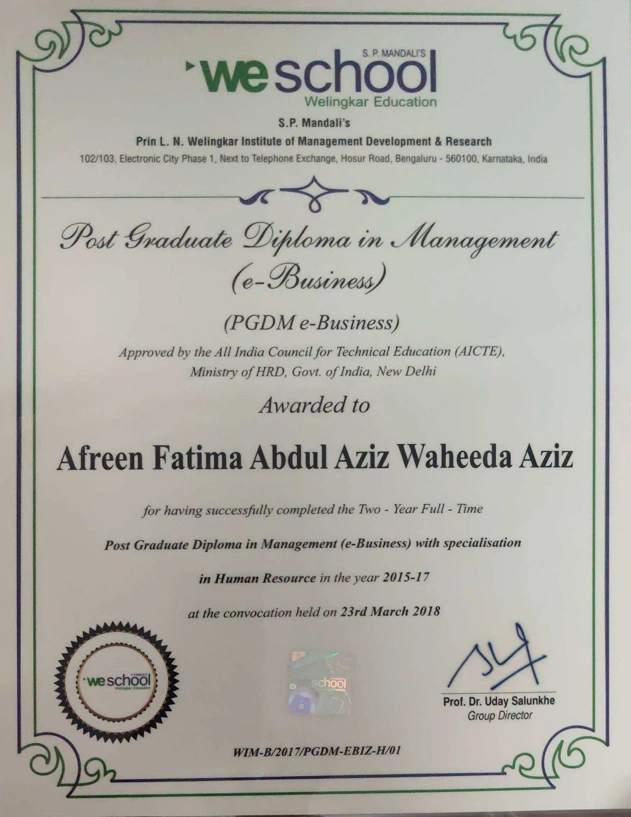 S. P. MANDALI'S
weschool
Welingkar Education
S.P. Mandali's
Prin L. N. Welingkar Institute of Management Development & Research
102/103, Electronic City Phase 1, Next to Telephone Exchange, Hosur Road, Bengaluru - 560100, Karnataka, India
Post Graduate Diploma in Management
(e-Business)
(PGDM e-Business)
Approved by the All India Council for Technical Education (AICTE),
Ministry of HRD, Govt. of India, New Delhi
Awarded to
Afreen Fatima Abdul Aziz Waheeda Aziz
for having successfully completed the Two - Year Full - Time
Post Graduate Diploma in Management (e-Business) with specialisation
in Human Resource in the year 2015-17
at the convocation held on 23rd March 2018
weschool
Welingkar Education
school
Prof. Dr. Uday Salunkhe
Group Director
WIM-B/2017/PGDM-EBIZ-H/01